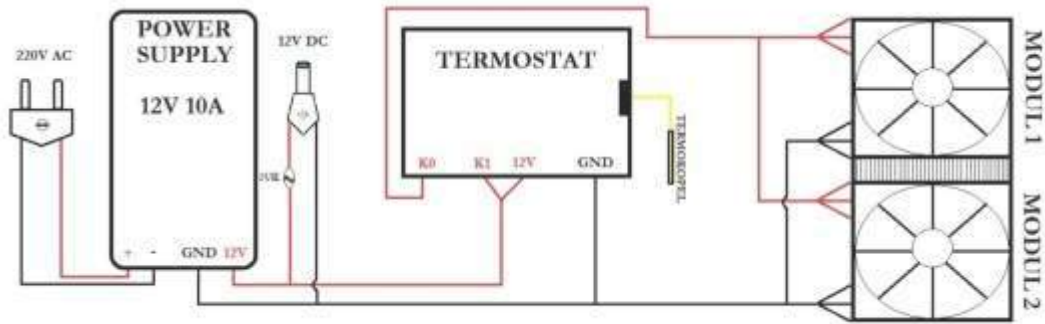 220V AC
POWER
SUPPLY
12V 10A
+ - GND 12V
12V DC
TERMOSTAT
K0 K1 12V GND
TERMOKOPEL
MODUL 1
MODUL 2